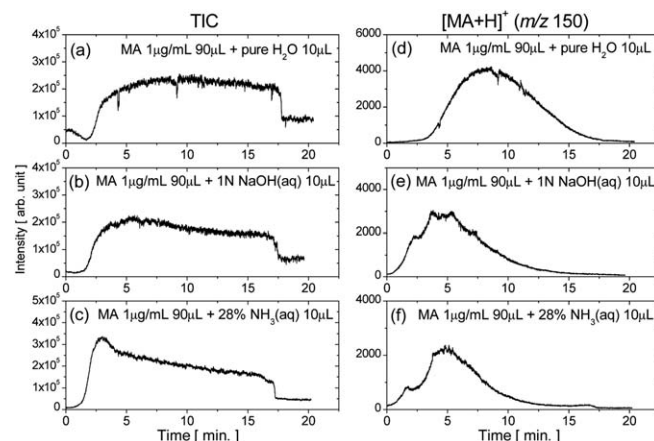 TIC
[MA+H]⁺ (m/z 150)
Intensity [ arb. unit ]
(a)
MA 1μg/mL 90μL + pure H₂O 10μL
4x10⁵
3x10⁵
2x10⁵
1x10⁵
0
0 5 10 15 20
(d)
MA 1μg/mL 90μL + pure H₂O 10μL
6000
4000
2000
0
0 5 10 15 20
(b)
MA 1μg/mL 90μL + 1N NaOH(aq) 10μL
4x10⁵
3x10⁵
2x10⁵
1x10⁵
0
0 5 10 15 20
(e)
MA 1μg/mL 90μL + 1N NaOH(aq) 10μL
4000
3000
2000
1000
0
0 5 10 15 20
(c)
MA 1μg/mL 90μL + 28% NH₃(aq) 10μL
5x10⁵
4x10⁵
3x10⁵
2x10⁵
1x10⁵
0
0 5 10 15 20
Time [ min. ]
(f)
MA 1μg/mL 90μL + 28% NH₃(aq) 10μL
4000
2000
0
0 5 10 15 20
Time [ min. ]